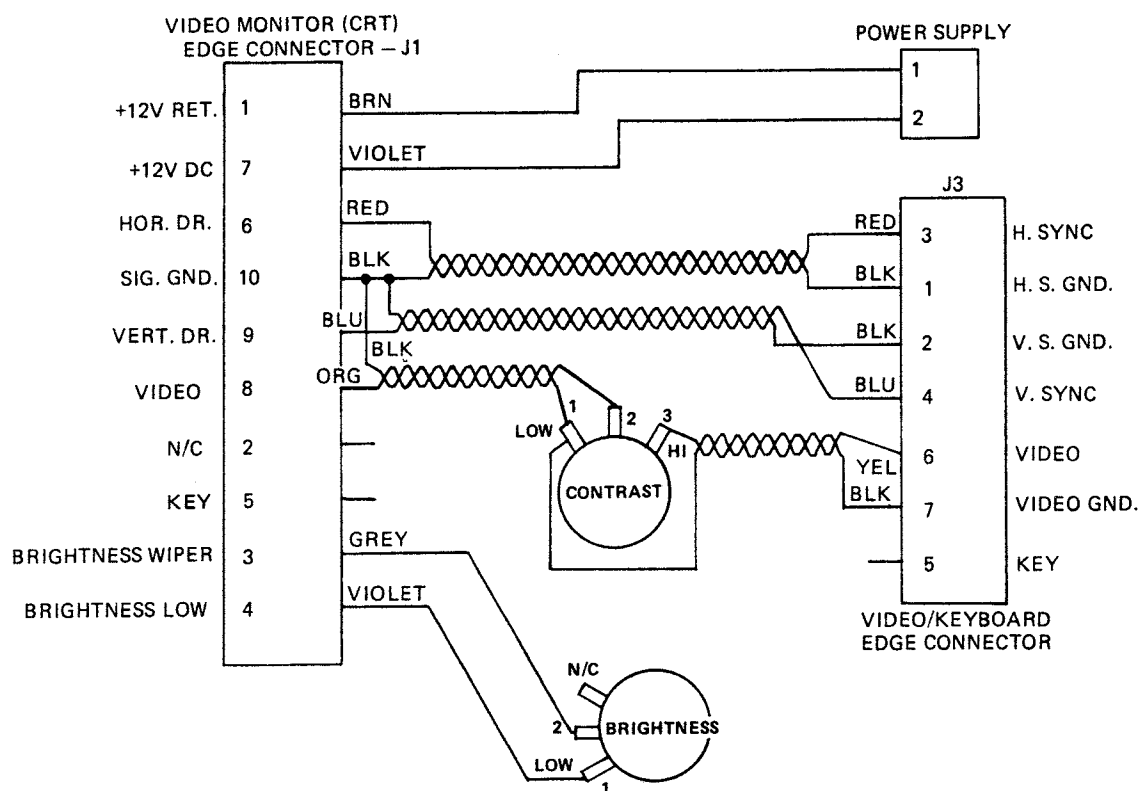 VIDEO MONITOR (CRT)
EDGE CONNECTOR – J1
POWER SUPPLY
1
2
+12V RET. 1 BRN
+12V DC 7 VIOLET
HOR. DR. 6 RED
SIG. GND. 10 BLK
VERT. DR. 9 BLU
BLK
VIDEO 8 ORG
N/C 2
KEY 5
BRIGHTNESS WIPER 3 GREY
BRIGHTNESS LOW 4 VIOLET
J3
RED 3 H. SYNC
BLK 1 H. S. GND.
BLK 2 V. S. GND.
BLU 4 V. SYNC
YEL 6 VIDEO
BLK 7 VIDEO GND.
5 KEY
VIDEO/KEYBOARD
EDGE CONNECTOR
1
2
3
LOW
HI
CONTRAST
N/C
2
BRIGHTNESS
LOW
1